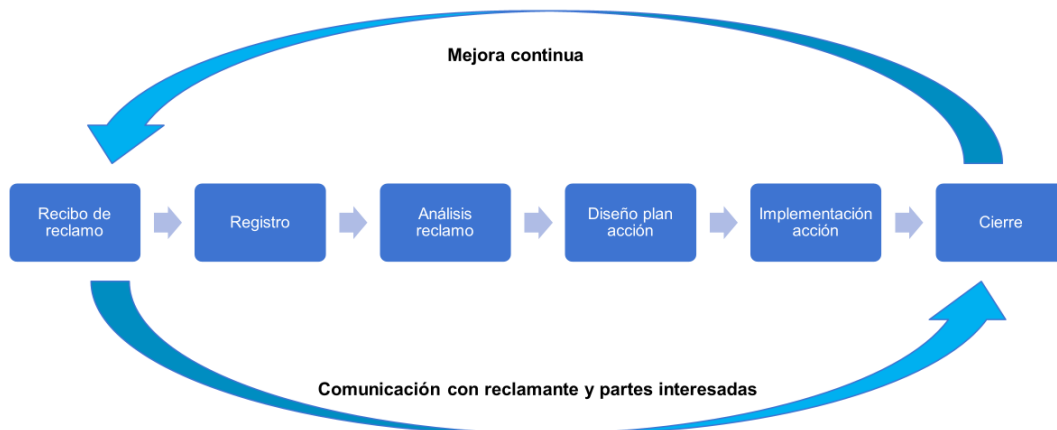 Mejora continua
Recibo de
reclamo
Registro
Análisis
reclamo
Diseño plan
acción
Implementación
acción
Cierre
Comunicación con reclamante y partes interesadas